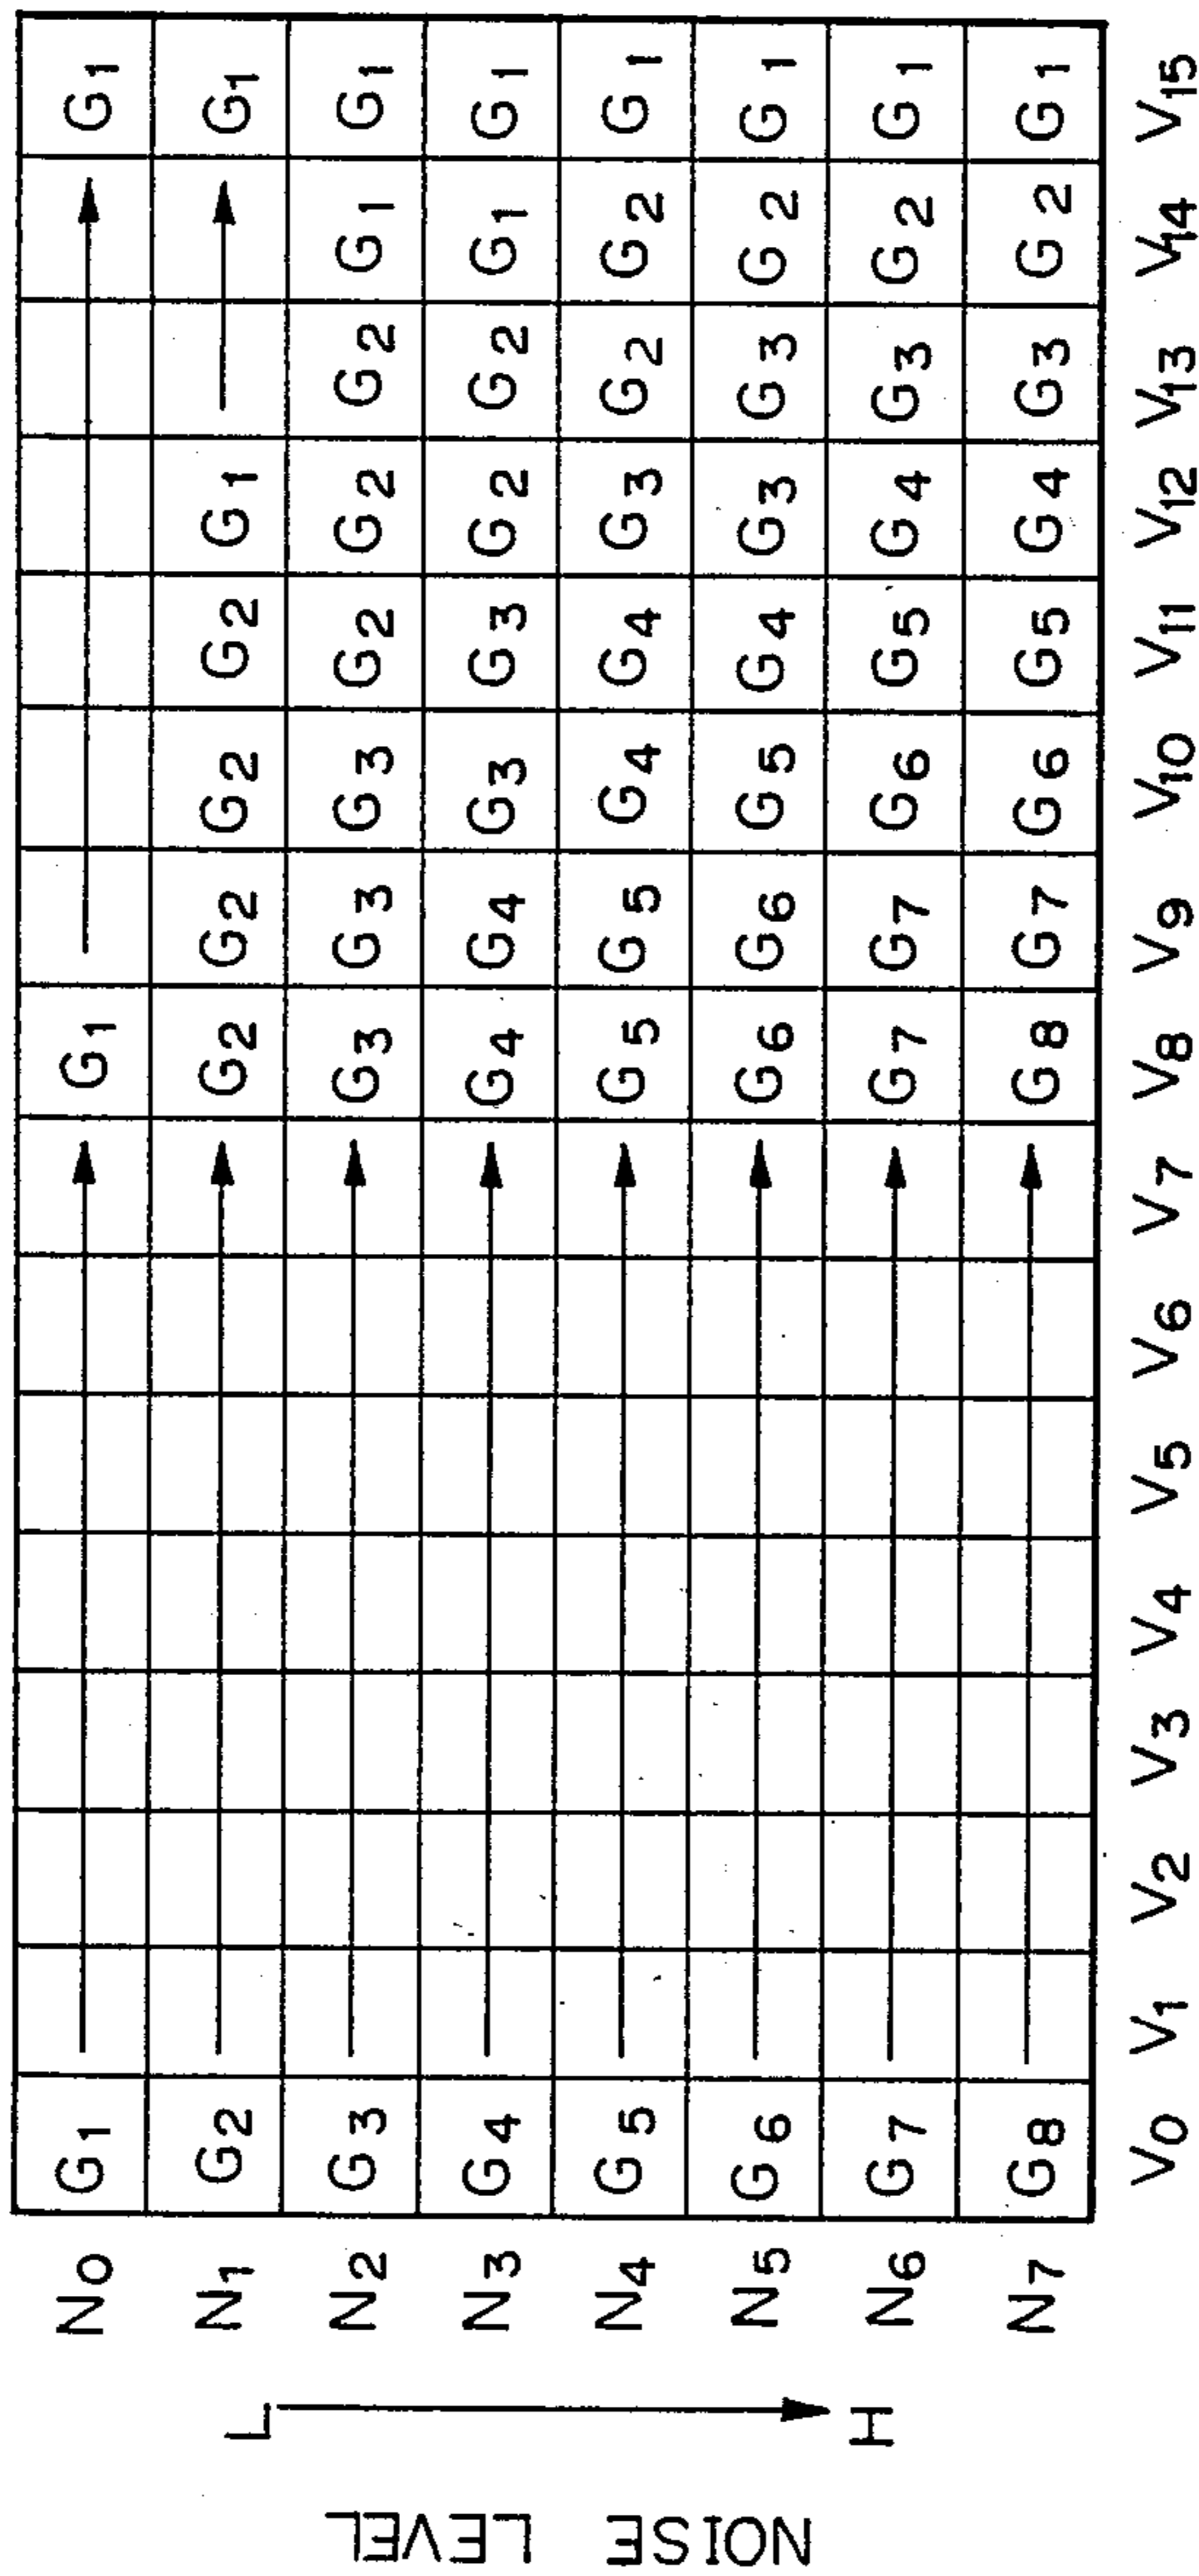 NOISE LEVEL
L
H
N0 G1 G1 G1
N1 G2 G2 G2 G2 G2 G1 G1
N2 G3 G3 G3 G3 G2 G2 G2 G1 G1
N3 G4 G4 G4 G3 G3 G2 G2 G1 G1
N4 G5 G5 G5 G4 G4 G3 G2 G2 G1
N5 G6 G6 G6 G5 G4 G3 G3 G2 G1
N6 G7 G7 G7 G6 G5 G4 G3 G2 G1
N7 G8 G8 G7 G6 G5 G4 G3 G2 G1
V0 V1 V2 V3 V4 V5 V6 V7 V8 V9 V10 V11 V12 V13 V14 V15